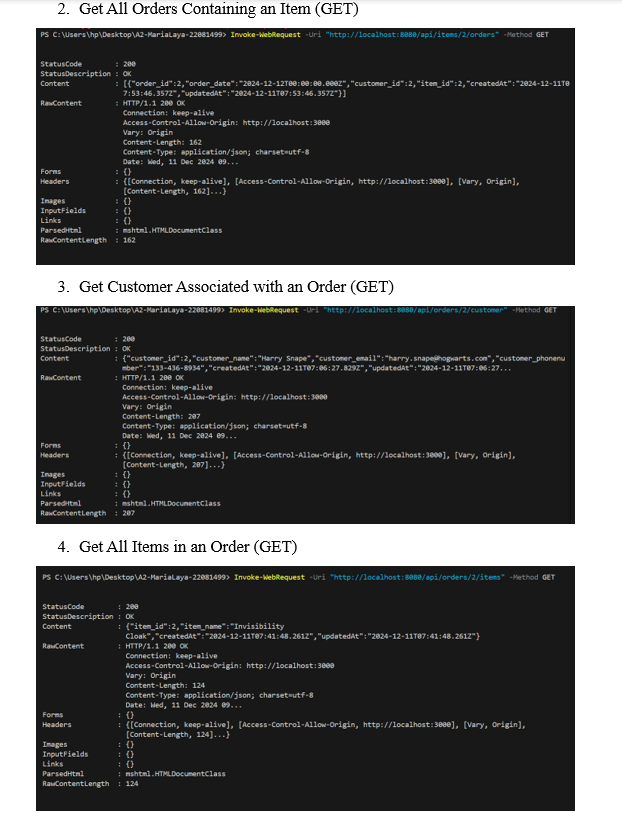 2. Get All Orders Containing an Item (GET)
PS C:\Users\hp\Desktop\A2-MariaLaya-22081499> Invoke-WebRequest -Uri "http://localhost:8080/api/items/2/orders" -Method GET
StatusCode : 200
StatusDescription : OK
Content : [{"order_id":2,"order_date":"2024-12-12T00:00:00.000Z","customer_id":2,"item_id":2,"createdAt":"2024-12-11T0
7:53:46.357Z","updatedAt":"2024-12-11T07:53:46.357Z"}]
RawContent : HTTP/1.1 200 OK
Connection: keep-alive
Access-Control-Allow-Origin: http://localhost:3000
Vary: Origin
Content-Length: 162
Content-Type: application/json; charset=utf-8
Date: Wed, 11 Dec 2024 09...
Forms : {}
Headers : {[Connection, keep-alive], [Access-Control-Allow-Origin, http://localhost:3000], [Vary, Origin],
[Content-Length, 162]...}
Images : {}
InputFields : {}
Links : {}
ParsedHtml : mshtml.HTMLDocumentClass
RawContentLength : 162
3. Get Customer Associated with an Order (GET)
PS C:\Users\hp\Desktop\A2-MariaLaya-22081499> Invoke-WebRequest -Uri "http://localhost:8080/api/orders/2/customer" -Method GET
StatusCode : 200
StatusDescription : OK
Content : {"customer_id":2,"customer_name":"Harry Snape","customer_email":"harry.snape@hogwarts.com","customer_phonenu
mber":"133-436-8934","createdAt":"2024-12-11T07:06:27.829Z","updatedAt":"2024-12-11T07:06:27...
RawContent : HTTP/1.1 200 OK
Connection: keep-alive
Access-Control-Allow-Origin: http://localhost:3000
Vary: Origin
Content-Length: 207
Content-Type: application/json; charset=utf-8
Date: Wed, 11 Dec 2024 09...
Forms : {}
Headers : {[Connection, keep-alive], [Access-Control-Allow-Origin, http://localhost:3000], [Vary, Origin],
[Content-Length, 207]...}
Images : {}
InputFields : {}
Links : {}
ParsedHtml : mshtml.HTMLDocumentClass
RawContentLength : 207
4. Get All Items in an Order (GET)
PS C:\Users\hp\Desktop\A2-MariaLaya-22081499> Invoke-WebRequest -Uri "http://localhost:8080/api/orders/2/items" -Method GET
StatusCode : 200
StatusDescription : OK
Content : {"item_id":2,"item_name":"Invisibility
Cloak","createdAt":"2024-12-11T07:41:48.261Z","updatedAt":"2024-12-11T07:41:48.261Z"}
RawContent : HTTP/1.1 200 OK
Connection: keep-alive
Access-Control-Allow-Origin: http://localhost:3000
Vary: Origin
Content-Length: 124
Content-Type: application/json; charset=utf-8
Date: Wed, 11 Dec 2024 09...
Forms : {}
Headers : {[Connection, keep-alive], [Access-Control-Allow-Origin, http://localhost:3000], [Vary, Origin],
[Content-Length, 124]...}
Images : {}
InputFields : {}
Links : {}
ParsedHtml : mshtml.HTMLDocumentClass
RawContentLength : 124